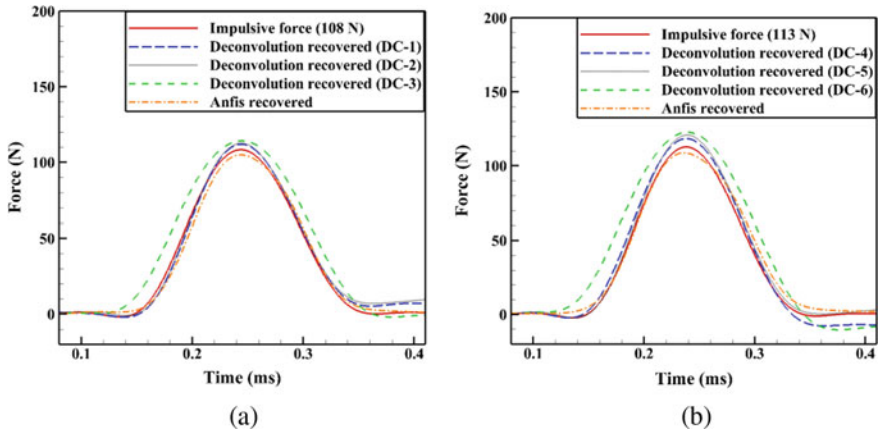 200
150
100
50
0
Force (N)
Impulsive force (108 N)
Deconvolution recovered (DC-1)
Deconvolution recovered (DC-2)
Deconvolution recovered (DC-3)
Anfis recovered
0.1 0.2 0.3 0.4
Time (ms)
(a)
200
150
100
50
0
Force (N)
Impulsive force (113 N)
Deconvolution recovered (DC-4)
Deconvolution recovered (DC-5)
Deconvolution recovered (DC-6)
Anfis recovered
0.1 0.2 0.3 0.4
Time (ms)
(b)